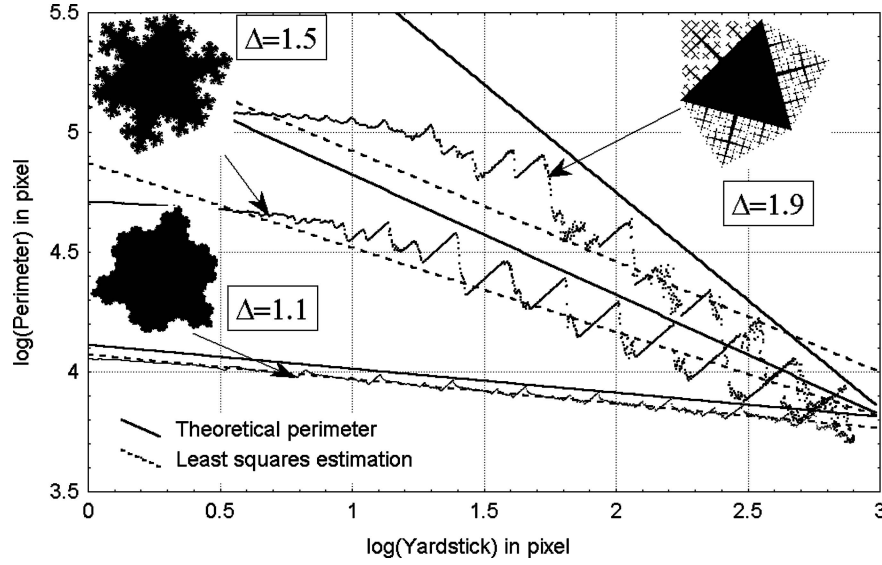 Δ=1.5
Δ=1.9
Δ=1.1
log(Perimeter) in pixel
5.5
5
4.5
4
3.5
Theoretical perimeter
Least squares estimation
0
0.5
1
1.5
2
2.5
3
log(Yardstick) in pixel